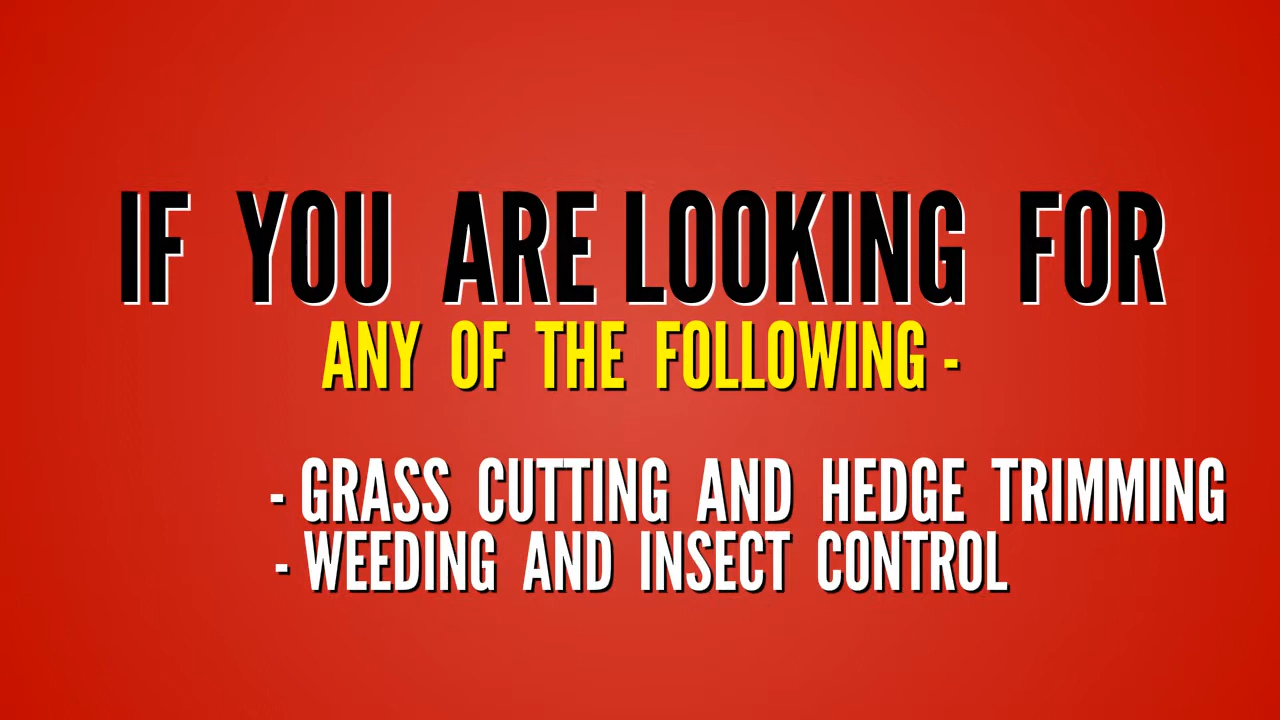 IF YOU ARE LOOKING FOR
ANY OF THE FOLLOWING -
- GRASS CUTTING AND HEDGE TRIMMING
- WEEDING AND INSECT CONTROL